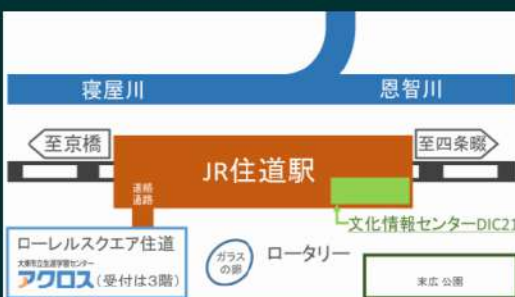 寝屋川
恩智川
至京橋
JR住道駅
至四条畷
連絡
通路
文化情報センターDIC21
ローレルスクエア住道
大東市立生涯学習センター
アクロス(受付は3階)
ガラス
の卵
ロータリー
末広公園